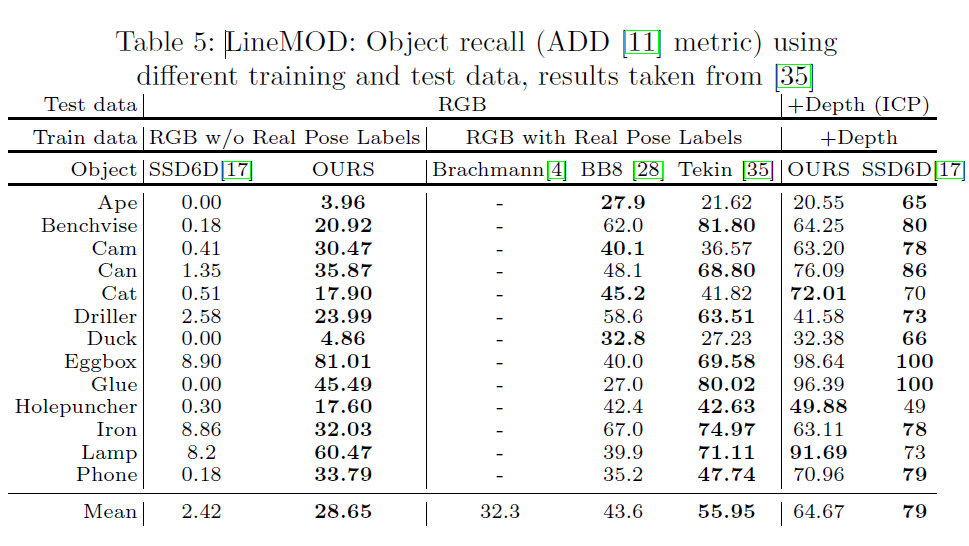 Table 5: LineMOD: Object recall (ADD [11] metric) using
different training and test data, results taken from [35]
Test data RGB +Depth (ICP)
Train data RGB w/o Real Pose Labels RGB with Real Pose Labels +Depth
Object SSD6D[17] OURS Brachmann[4] BB8 [28] Tekin [35] OURS SSD6D[17]
Ape 0.00 3.96 - 27.9 21.62 20.55 65
Benchvise 0.18 20.92 - 62.0 81.80 64.25 80
Cam 0.41 30.47 - 40.1 36.57 63.20 78
Can 1.35 35.87 - 48.1 68.80 76.09 86
Cat 0.51 17.90 - 45.2 41.82 72.01 70
Driller 2.58 23.99 - 58.6 63.51 41.58 73
Duck 0.00 4.86 - 32.8 27.23 32.38 66
Eggbox 8.90 81.01 - 40.0 69.58 98.64 100
Glue 0.00 45.49 - 27.0 80.02 96.39 100
Holepuncher 0.30 17.60 - 42.4 42.63 49.88 49
Iron 8.86 32.03 - 67.0 74.97 63.11 78
Lamp 8.2 60.47 - 39.9 71.11 91.69 73
Phone 0.18 33.79 - 35.2 47.74 70.96 79
Mean 2.42 28.65 32.3 43.6 55.95 64.67 79